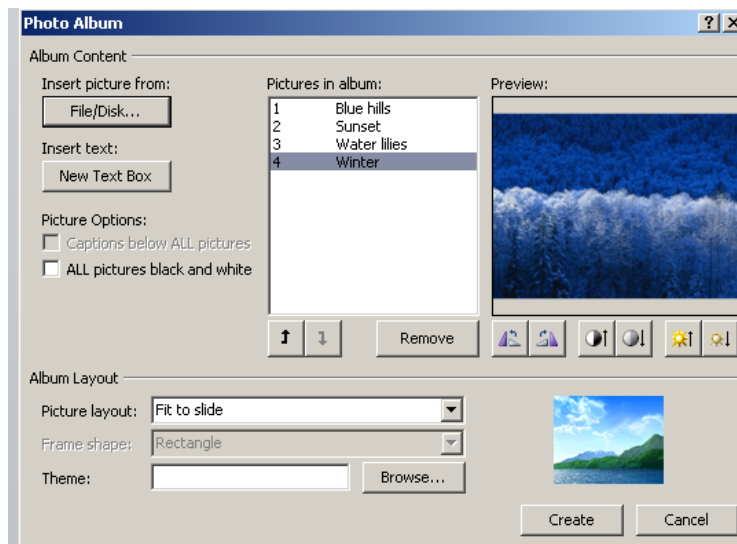 Photo Album
Album Content
Insert picture from:
File/Disk...
Insert text:
New Text Box
Picture Options:
Captions below ALL pictures
ALL pictures black and white
Pictures in album:
1 Blue hills
2 Sunset
3 Water lilies
4 Winter
Remove
Preview:
Album Layout
Picture layout: Fit to slide
Frame shape: Rectangle
Theme:
Browse...
Create
Cancel